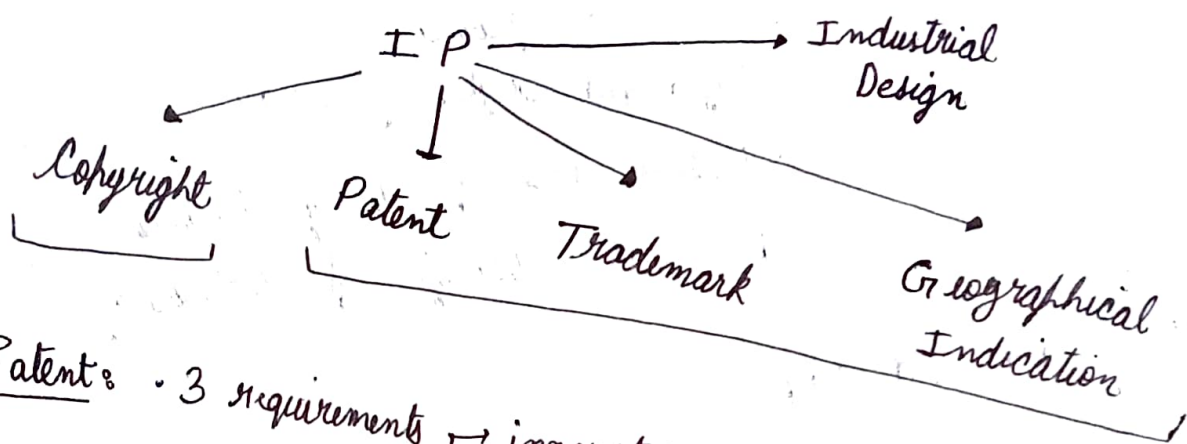 IP
Industrial
Design
Copyright
Patent
Trademark
Geographical
Indication
Patent: · 3 requirements →